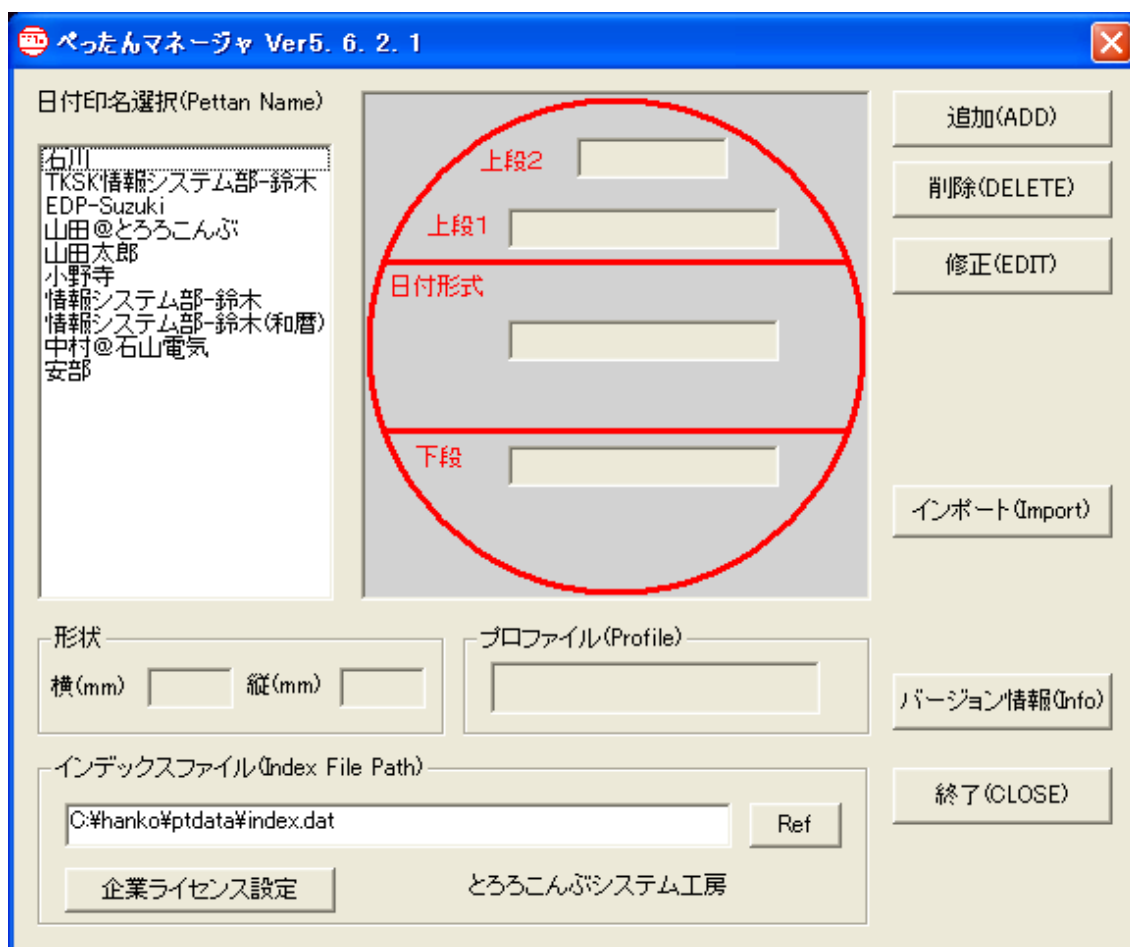 ぺったんマネージャ Ver5. 6. 2. 1
日付印名選択(Pettan Name)
石川
TKSK情報システム部-鈴木
EDP-Suzuki
山田@とろろこんぶ
山田太郎
小野寺
情報システム部-鈴木
情報システム部-鈴木(和暦)
中村@石山電気
安部
上段2
上段1
日付形式
下段
追加(ADD)
削除(DELETE)
修正(EDIT)
インポート(Import)
バージョン情報(Info)
終了(CLOSE)
形状
横(mm)
縦(mm)
プロファイル(Profile)
インデックスファイル(Index File Path)
C:¥hanko¥ptdata¥index.dat
Ref
企業ライセンス設定
とろろこんぶシステム工房